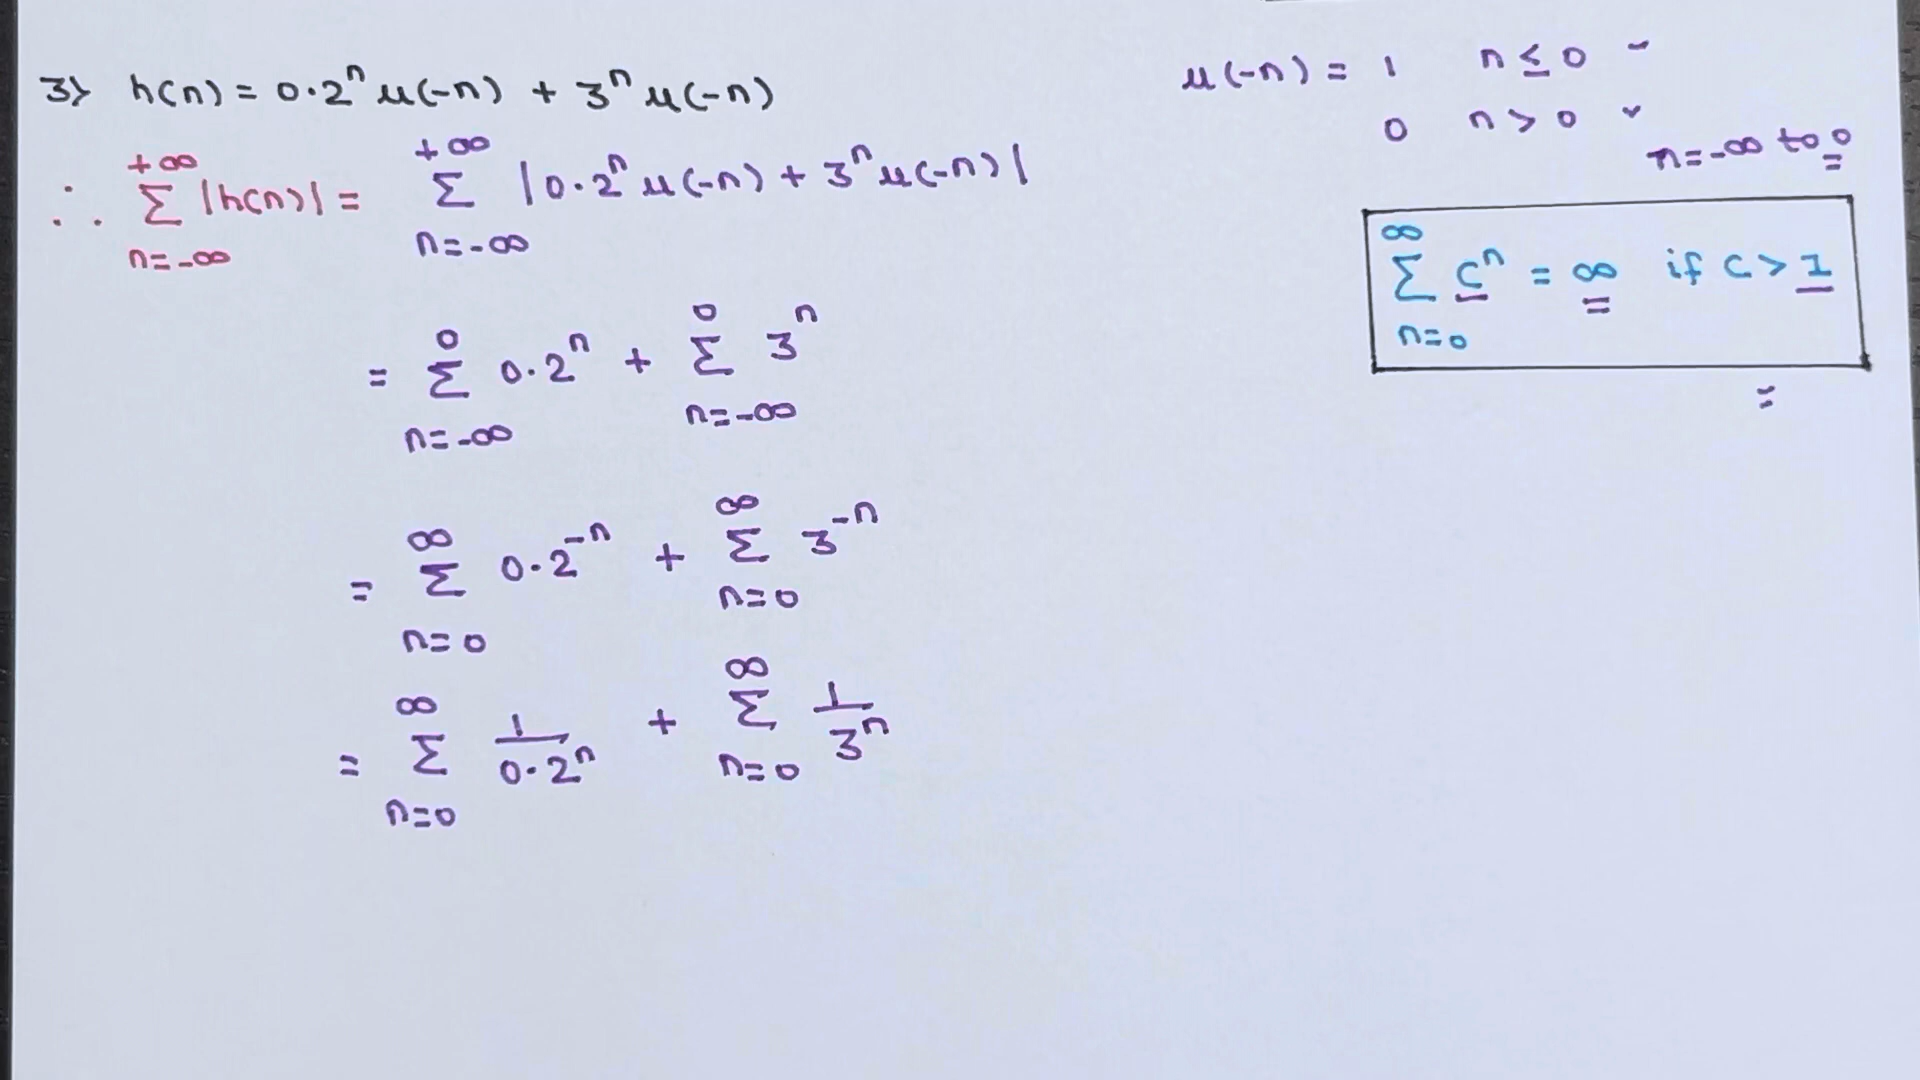 3> h(n) = 0.2ⁿ u(-n) + 3ⁿ u(-n)
∴ +∞ Σ n=-∞ |h(n)| = +∞ Σ n=-∞ |0.2ⁿ u(-n) + 3ⁿ u(-n)|
= 0 Σ n=-∞ 0.2ⁿ + 0 Σ n=-∞ 3ⁿ
= ∞ Σ n=0 0.2⁻ⁿ + ∞ Σ n=0 3⁻ⁿ
= ∞ Σ n=0 1/0.2ⁿ + ∞ Σ n=0 1/3ⁿ
u(-n) = 1 n ≤ 0
0 n > 0
n=-∞ to 0
∞ Σ n=0 cⁿ = ∞ if c > 1
=